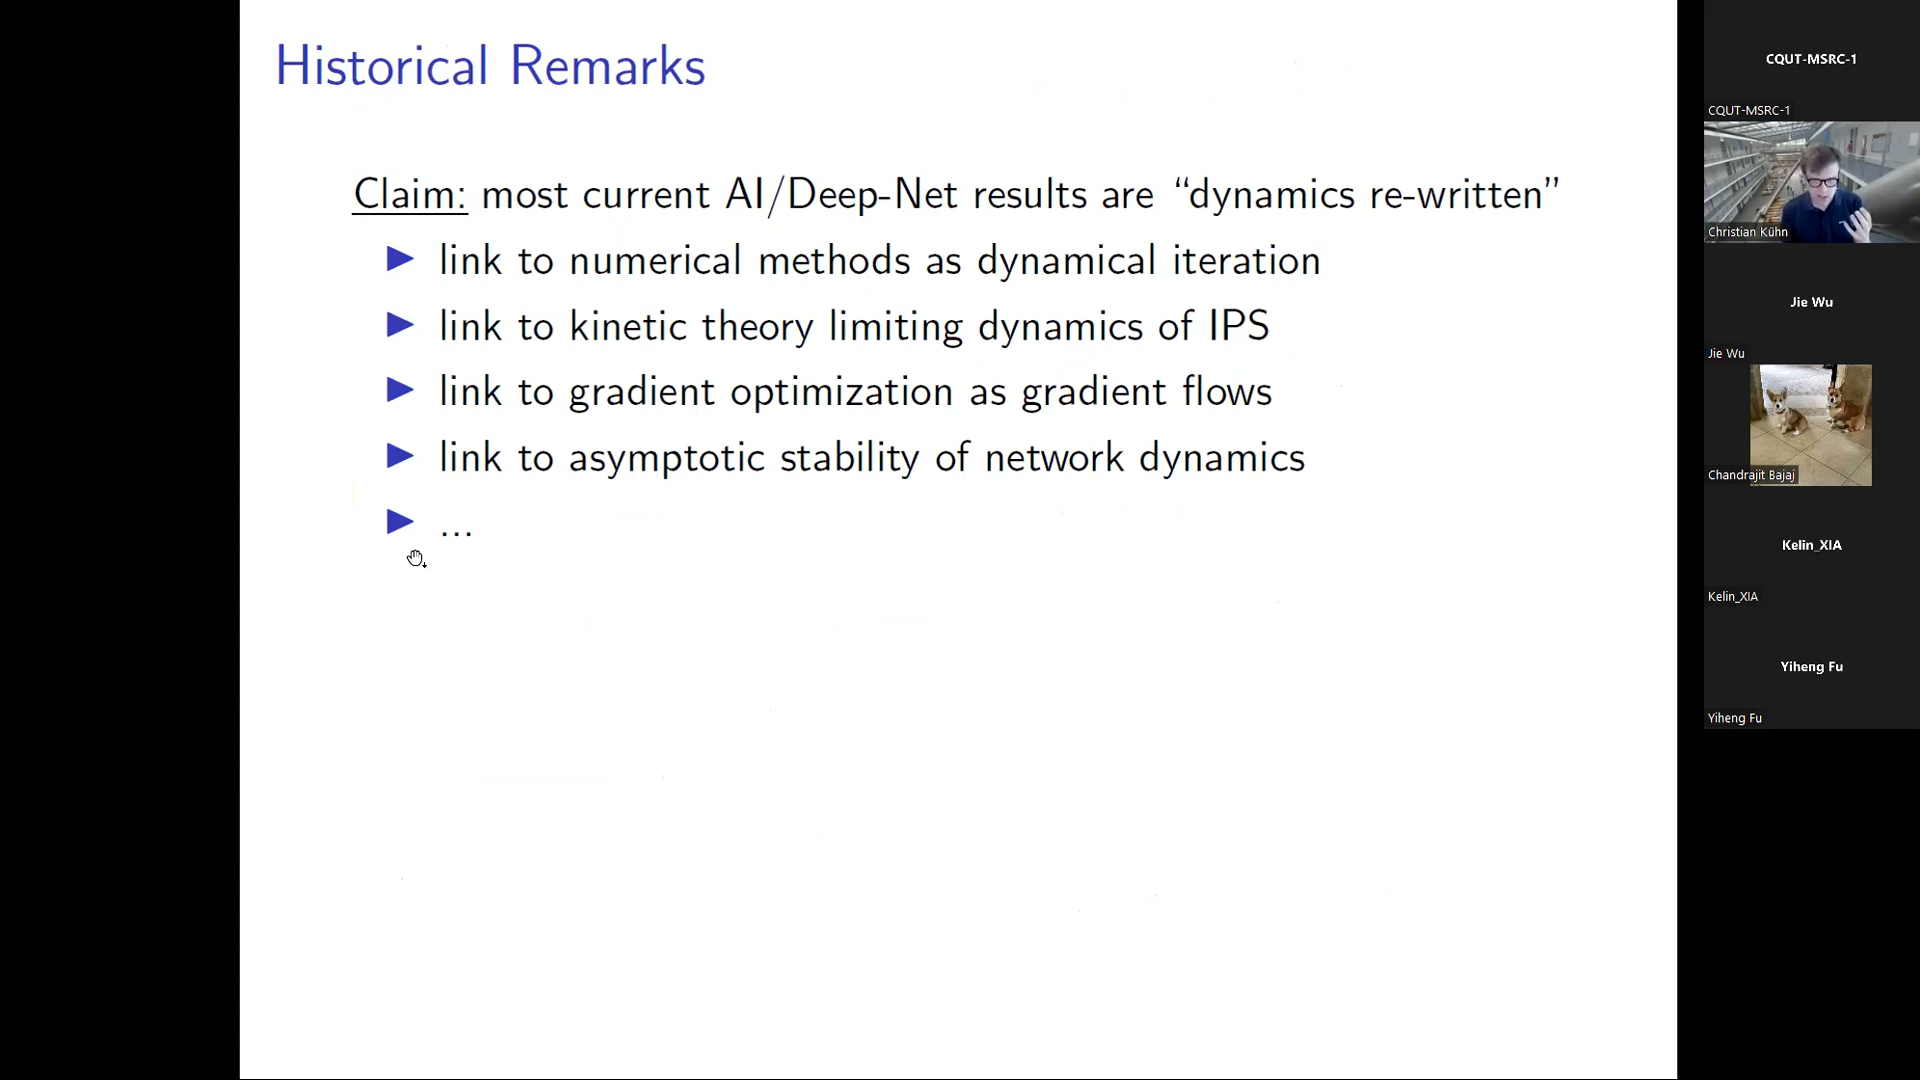 Historical Remarks
Claim: most current AI/Deep-Net results are “dynamics re-written”
▶ link to numerical methods as dynamical iteration
▶ link to kinetic theory limiting dynamics of IPS
▶ link to gradient optimization as gradient flows
▶ link to asymptotic stability of network dynamics
▶ ...
CQUT-MSRC-1
CQUT-MSRC-1
Christian Kühn
Jie Wu
Jie Wu
Chandrajit Bajaj
Kelin_XIA
Kelin_XIA
Yiheng Fu
Yiheng Fu